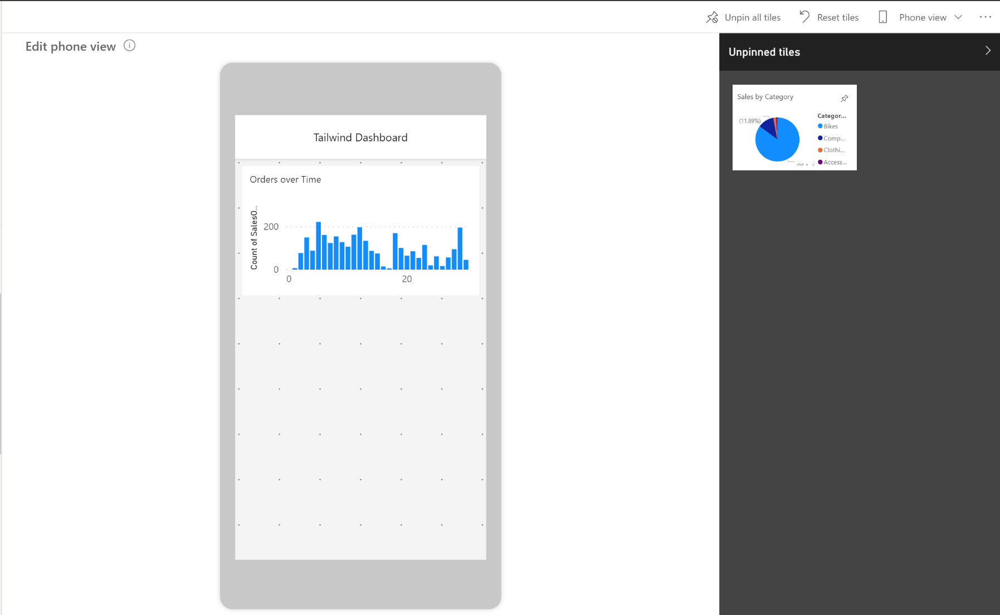 Unpin all tiles Reset tiles Phone view
Edit phone view
Unpinned tiles
Tailwind Dashboard
Orders over Time
Count of SalesO...
200
0
0 20
Sales by Category
(11.89%)
Categor...
Bikes
Comp...
Clothi...
Access...